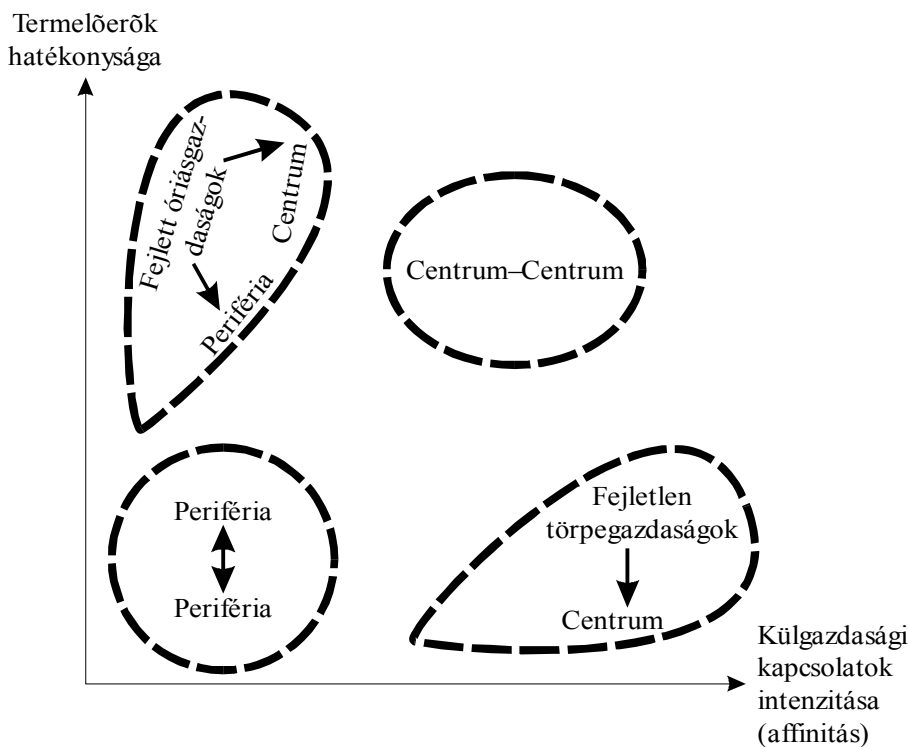 Termelõerõk
hatékonysága
Fejlett óriásgaz-
daságok
Centrum
Periféria
Centrum–Centrum
Periféria
Periféria
Fejletlen
törpegazdaságok
Centrum
Külgazdasági
kapcsolatok
intenzitása
(affinitás)